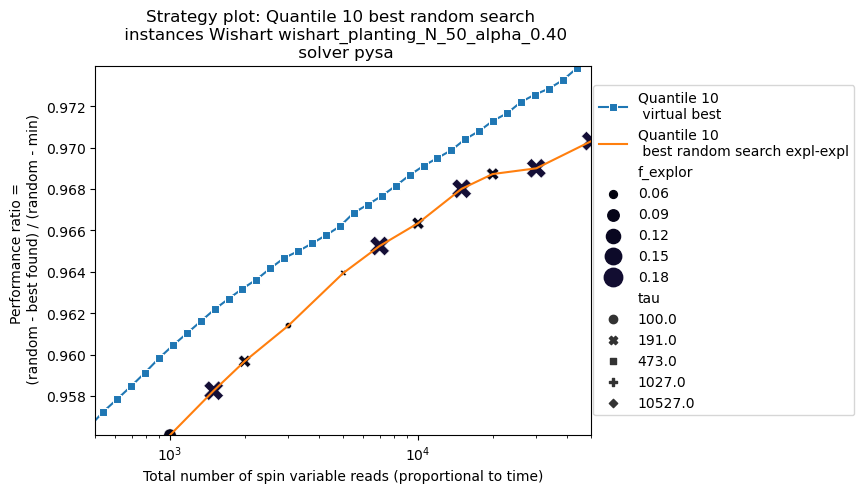 Strategy plot: Quantile 10 best random search
instances Wishart wishart_planting_N_50_alpha_0.40
solver pysa
Performance ratio =
(random - best found) / (random - min)
0.972
0.970
0.968
0.966
0.964
0.962
0.960
0.958
10^3
10^4
Total number of spin variable reads (proportional to time)
Quantile 10
virtual best
Quantile 10
best random search expl-expl
f_explor
0.06
0.09
0.12
0.15
0.18
tau
100.0
191.0
473.0
1027.0
10527.0